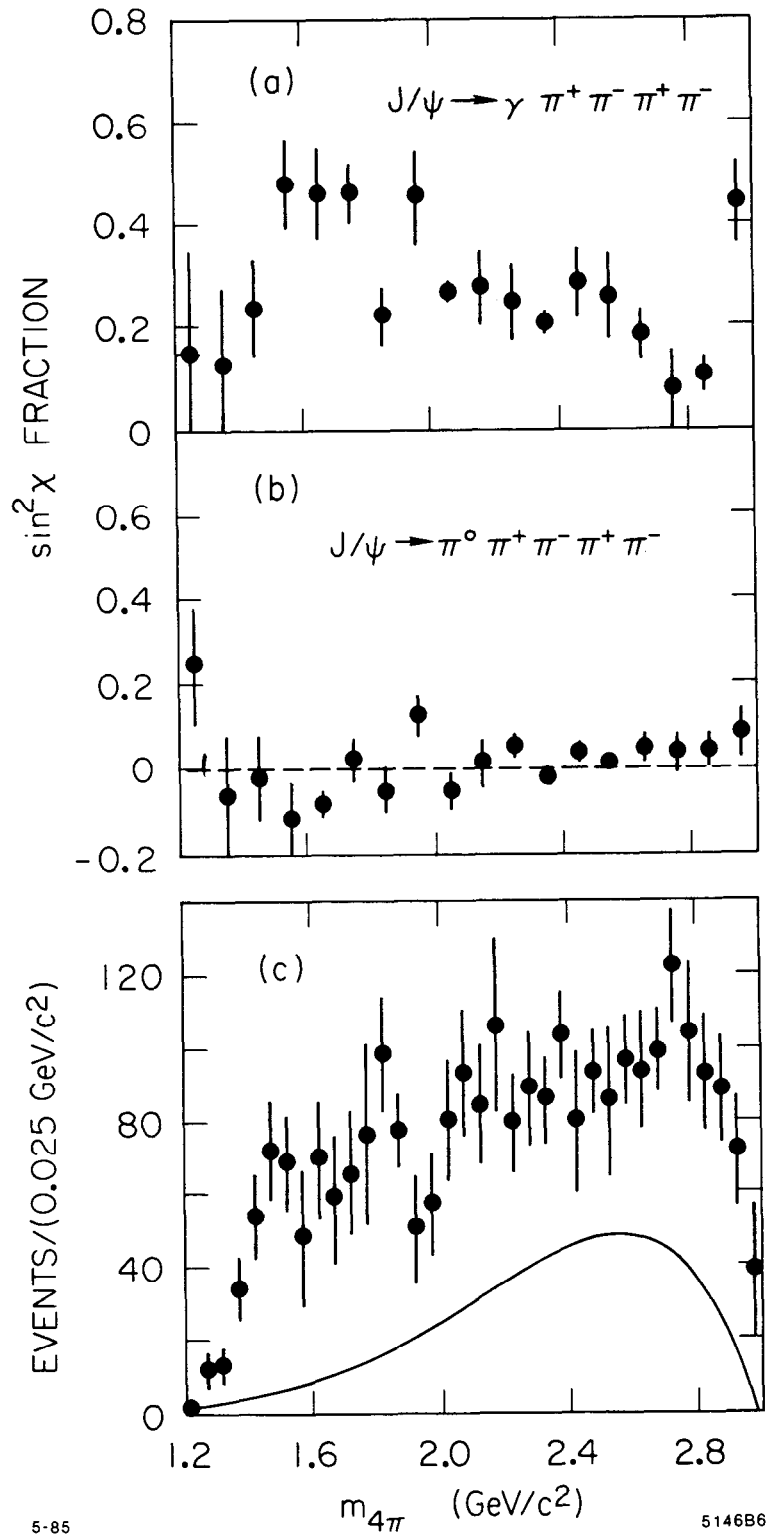 0.8
(a)
J/ψ → γ π⁺ π⁻ π⁺ π⁻
0.6
0.4
0.2
0
sin²χ FRACTION
(b)
J/ψ → π° π⁺ π⁻ π⁺ π⁻
0.6
0.4
0.2
0
-0.2
(c)
120
80
40
0
EVENTS/(0.025 GeV/c²)
1.2 1.6 2.0 2.4 2.8
m₄π (GeV/c²)
5-85
5146B6